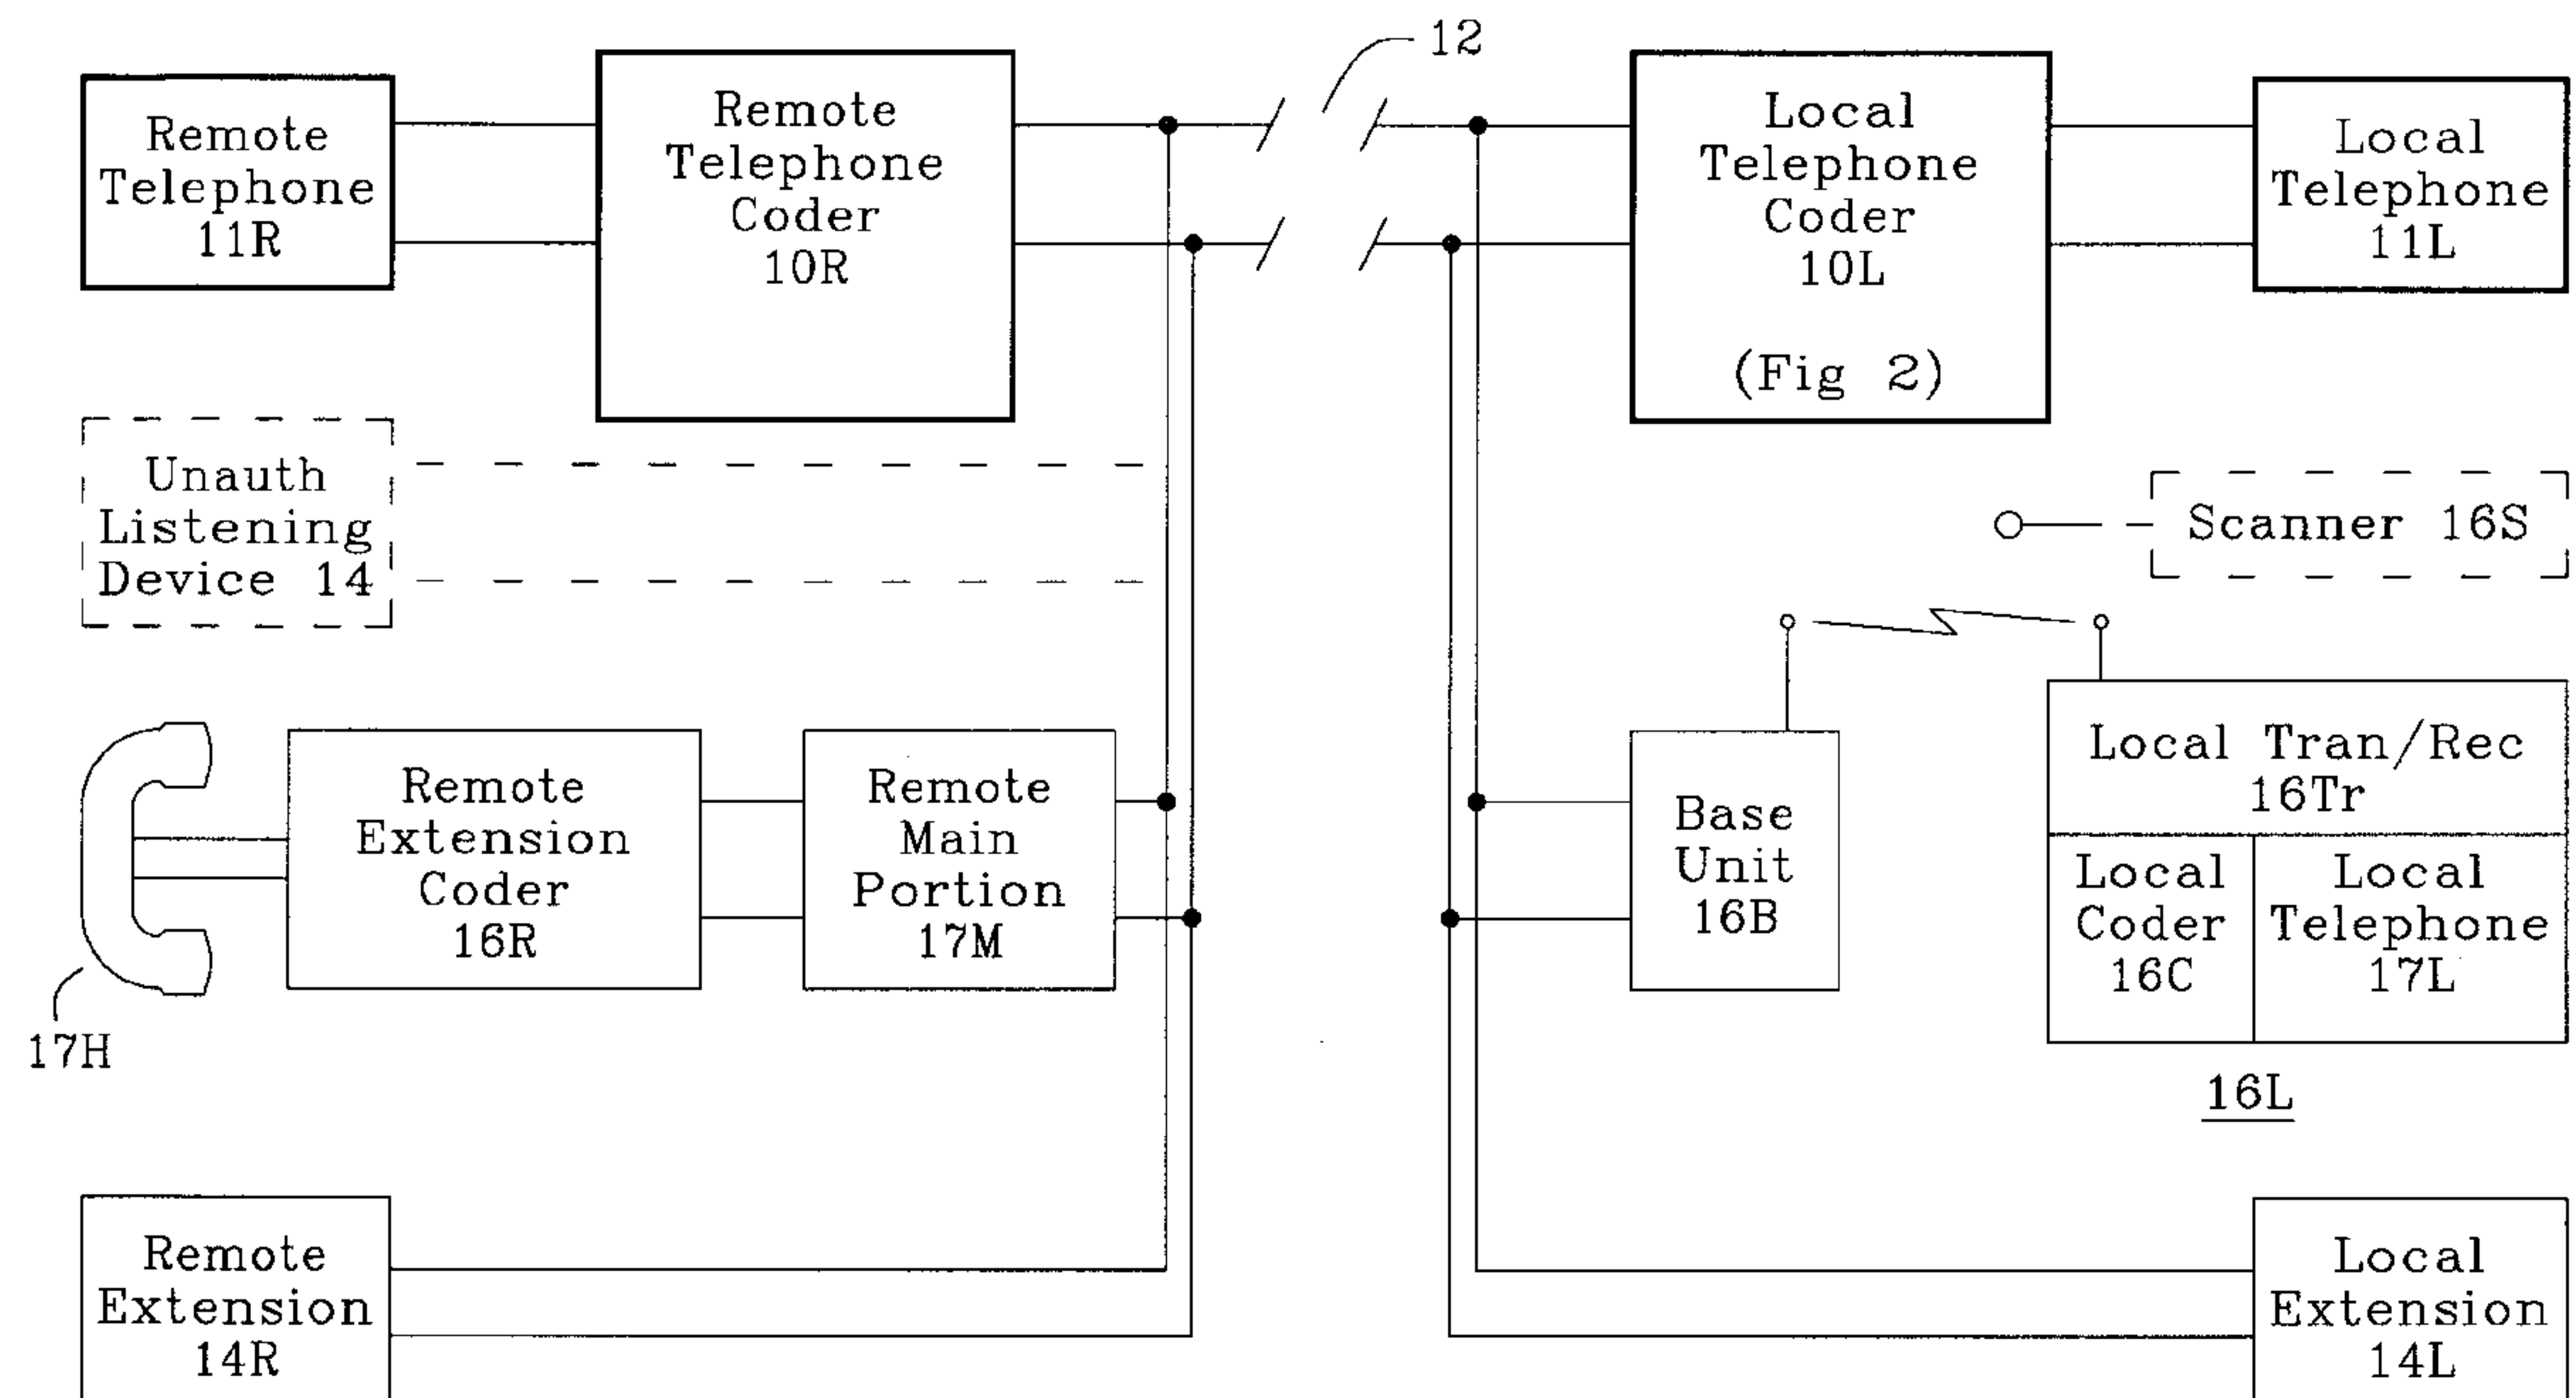 12
Remote
Telephone
11R
Remote
Telephone
Coder
10R
Local
Telephone
Coder
10L
(Fig 2)
Local
Telephone
11L
Unauth
Listening
Device 14
Scanner 16S
17H
Remote
Extension
Coder
16R
Remote
Main
Portion
17M
Base
Unit
16B
Local Tran/Rec
16Tr
Local
Coder
16C
Local
Telephone
17L
16L
Remote
Extension
14R
Local
Extension
14L